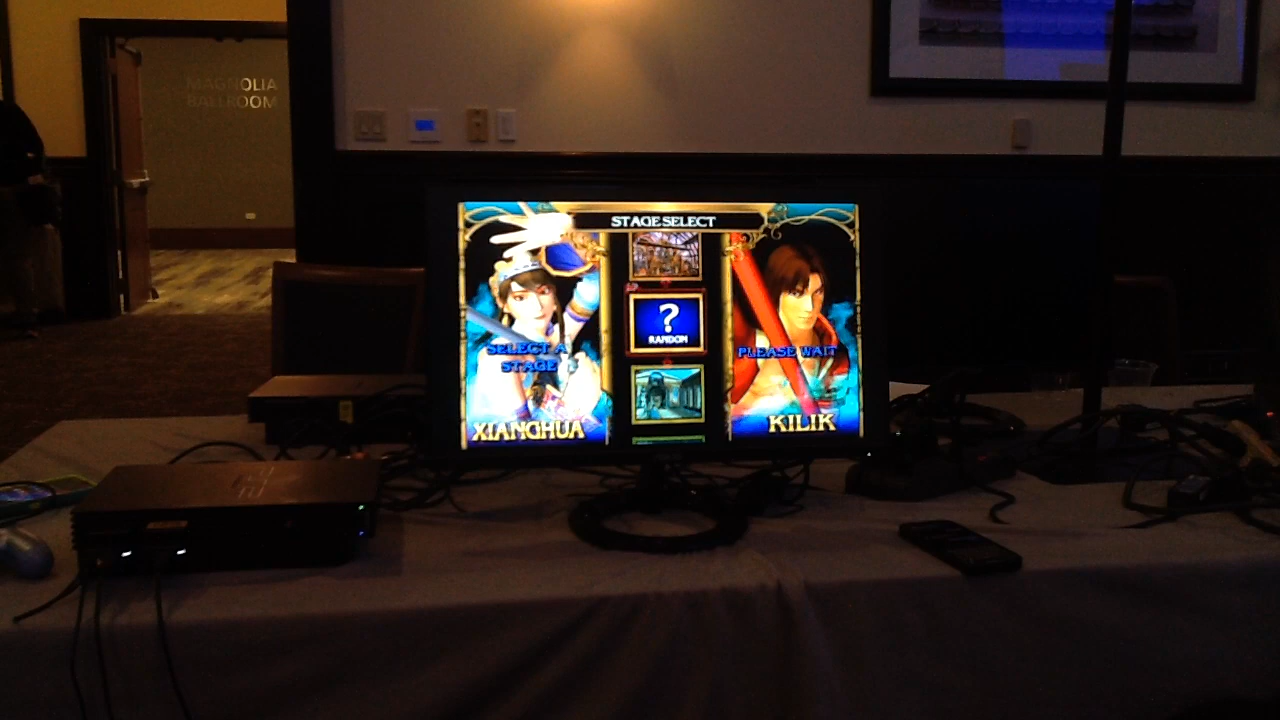 MAGNOLIA
BALLROOM
STAGE SELECT
?
RANDOM
SELECT A
STAGE
PLEASE WAIT
XIANGHUA
KILIK